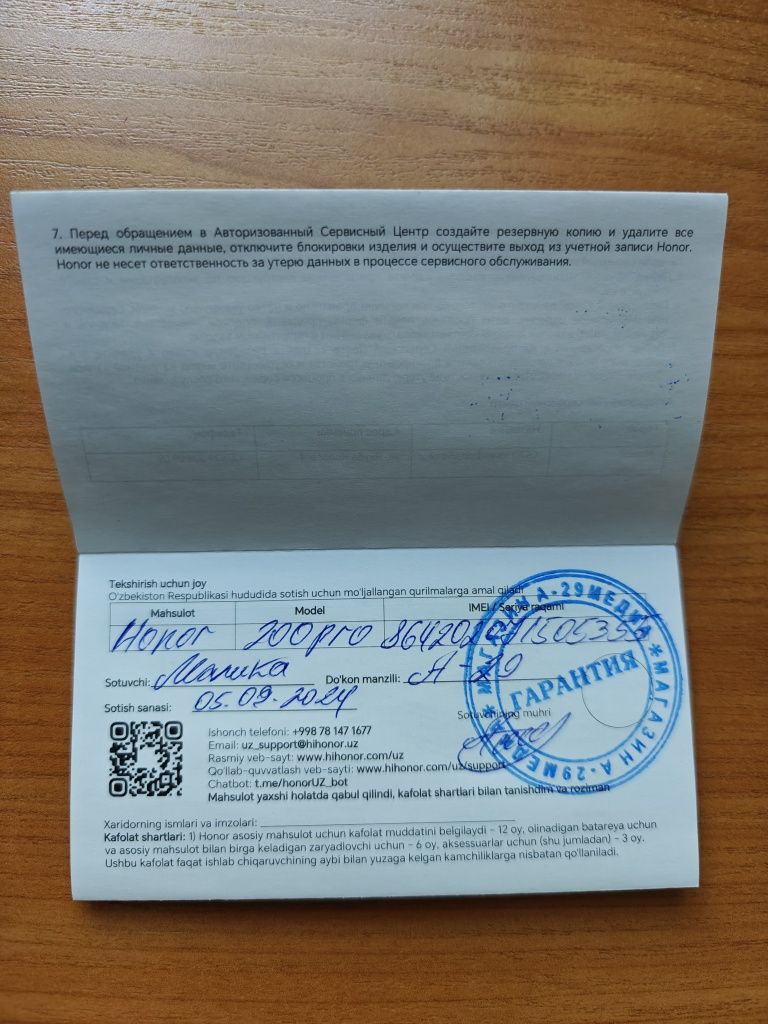 7. Перед обращением в Авторизованный Сервисный Центр создайте резервную копию и удалите все
имеющиеся личные данные, отключите блокировки изделия и осуществите выход из учетной записи Honor.
Honor не несет ответственность за утерю данных в процессе сервисного обслуживания.
Tekshirish uchun joy
O'zbekiston Respublikasi hududida sotish uchun mo'ljallangan qurilmalarga amal qiladi
Mahsulot Model IMEI / Seriya raqami
Honor 200 pro
Sotuvchi: Малика Do'kon manzili: A-29
Sotish sanasi: 05.09.2024
Sotuvchining muhri
МАГАЗИН А-29МЕДИА * МАГАЗИН А-29МЕДИА *
ГАРАНТИЯ
Ishonch telefoni: +998 78 147 1677
Email: uz_support@hihonor.uz
Rasmiy veb-sayt: www.hihonor.com/uz
Qo'llab-quvvatlash veb-sayti: www.hihonor.com/uz/support
Chatbot: t.me/honorUZ_bot
Mahsulot yaxshi holatda qabul qilindi, kafolat shartlari bilan tanishdim va roziman
Xaridorning ismlari va imzolari:
Kafolat shartlari: 1) Honor asosiy mahsulot uchun kafolat muddatini belgilaydi - 12 oy, olinadigan batareya uchun
va asosiy mahsulot bilan birga keladigan zaryadlovchi uchun - 6 oy, aksessuarlar uchun (shu jumladan) - 3 oy.
Ushbu kafolat faqat ishlab chiqaruvchining aybi bilan yuzaga kelgan kamchiliklarga nisbatan qo'llaniladi.